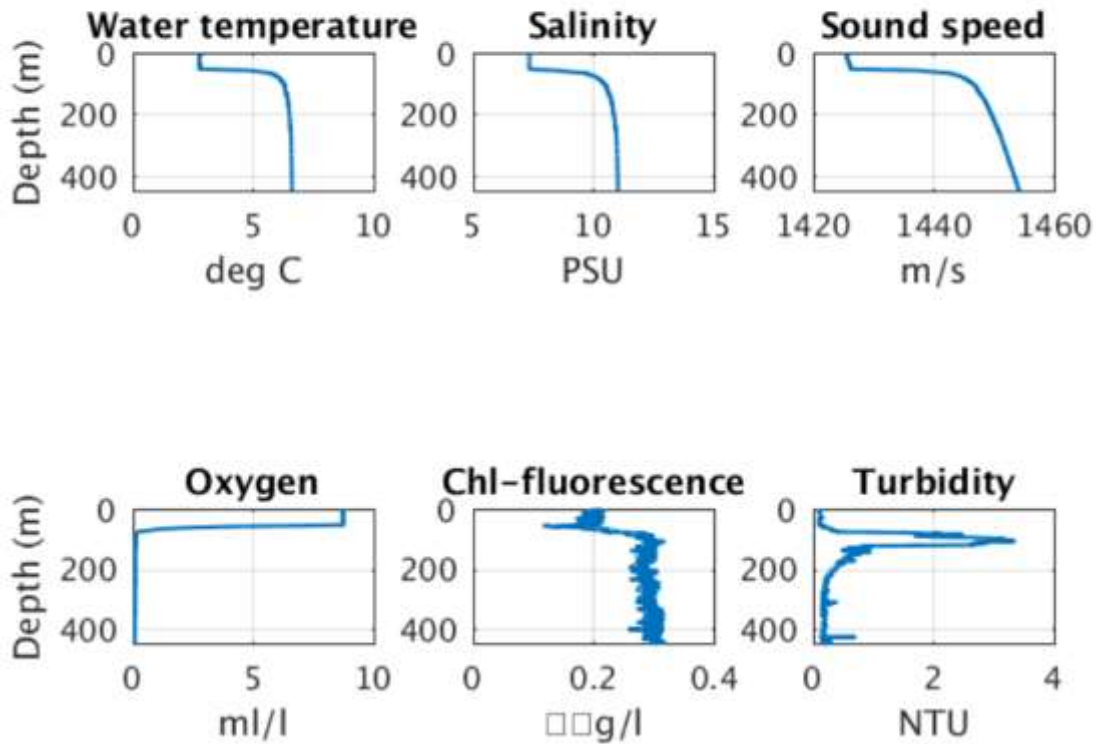 Water temperature Salinity Sound speed
Depth (m)
0 0 0
200 200 200
400 400 400
0 5 10 5 10 15 1420 1440 1460
deg C PSU m/s
Oxygen Chl-fluorescence Turbidity
Depth (m)
0 0 0
200 200 200
400 400 400
0 5 10 0 0.2 0.4 0 2 4
ml/l □□g/l NTU